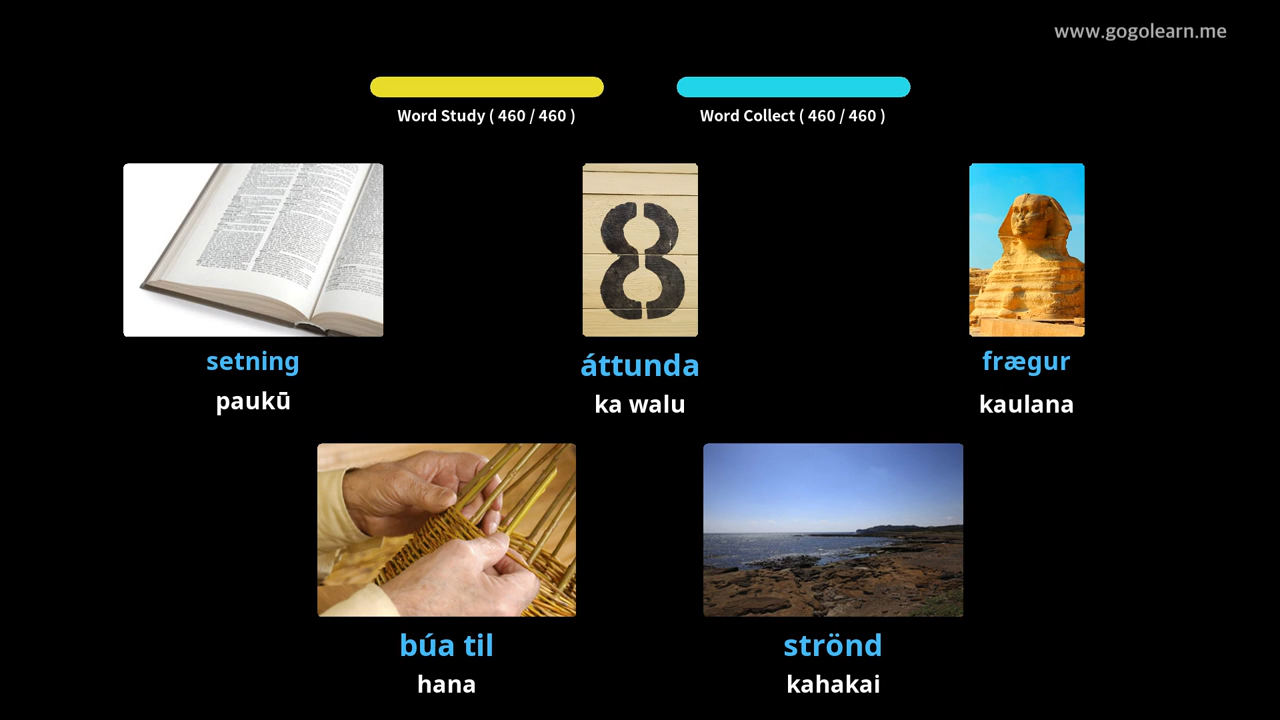 www.gogolearn.me
Word Study ( 460 / 460 )
Word Collect ( 460 / 460 )
8
setning
áttunda
frægur
paukū
ka walu
kaulana
búa til
strönd
hana
kahakai